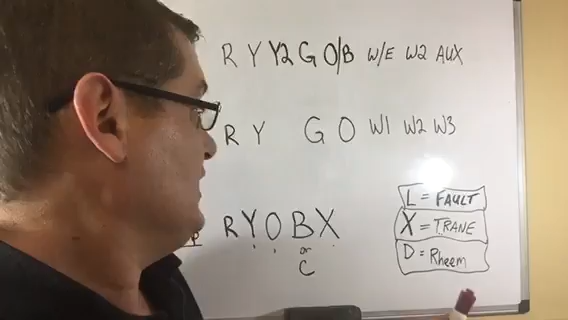 R Y Y2 G O/B W/E W2 AUX
R Y G O W1 W2 W3
R Y O B X
or
C
L = FAULT
X = TRANE
D = Rheem